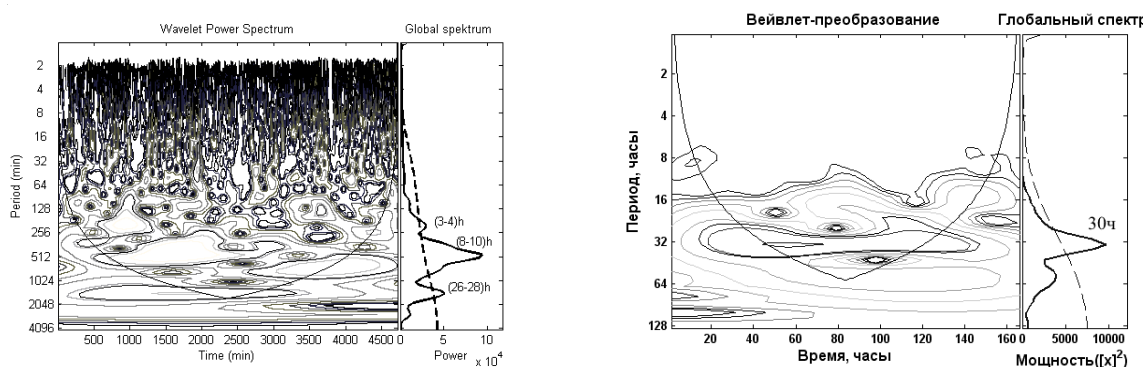 Wavelet Power Spectrum
Global spektrum
Period (min)
2
4
8
16
32
64
128
256
512
1024
2048
4096
(3-4)h
(8-10)h
(26-28)h
500 1000 1500 2000 2500 3000 3500 4000 4500
0 5 10
Time (min)
Power
x 10⁴
Вейвлет-преобразование
Глобальный спектр
Период, часы
2
4
8
16
32
64
128
30ч
20 40 60 80 100 120 140 160
0 5000 10000
Время, часы
Мощность([x]²)